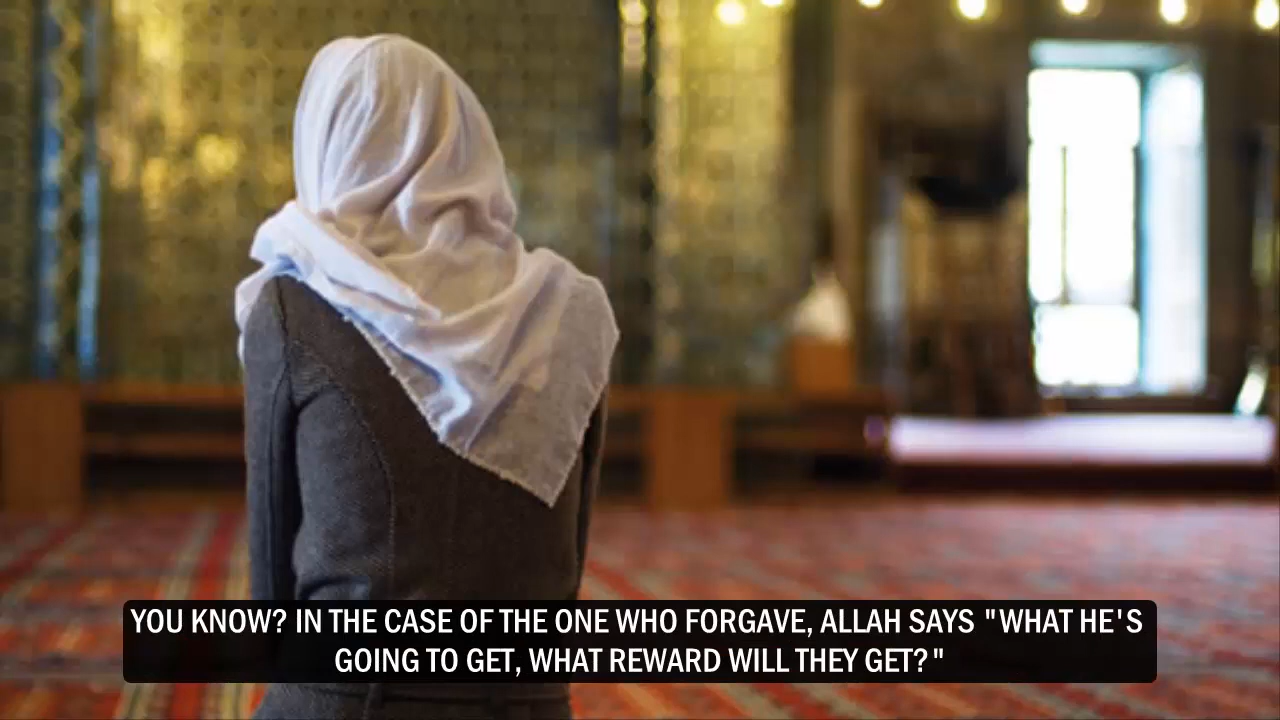 YOU KNOW? IN THE CASE OF THE ONE WHO FORGAVE, ALLAH SAYS "WHAT HE'S
GOING TO GET, WHAT REWARD WILL THEY GET?"